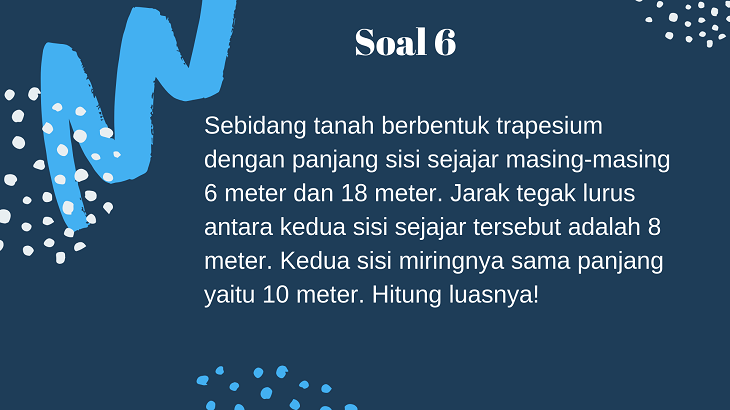 Soal 6
Sebidang tanah berbentuk trapesium
dengan panjang sisi sejajar masing-masing
6 meter dan 18 meter. Jarak tegak lurus
antara kedua sisi sejajar tersebut adalah 8
meter. Kedua sisi miringnya sama panjang
yaitu 10 meter. Hitung luasnya!